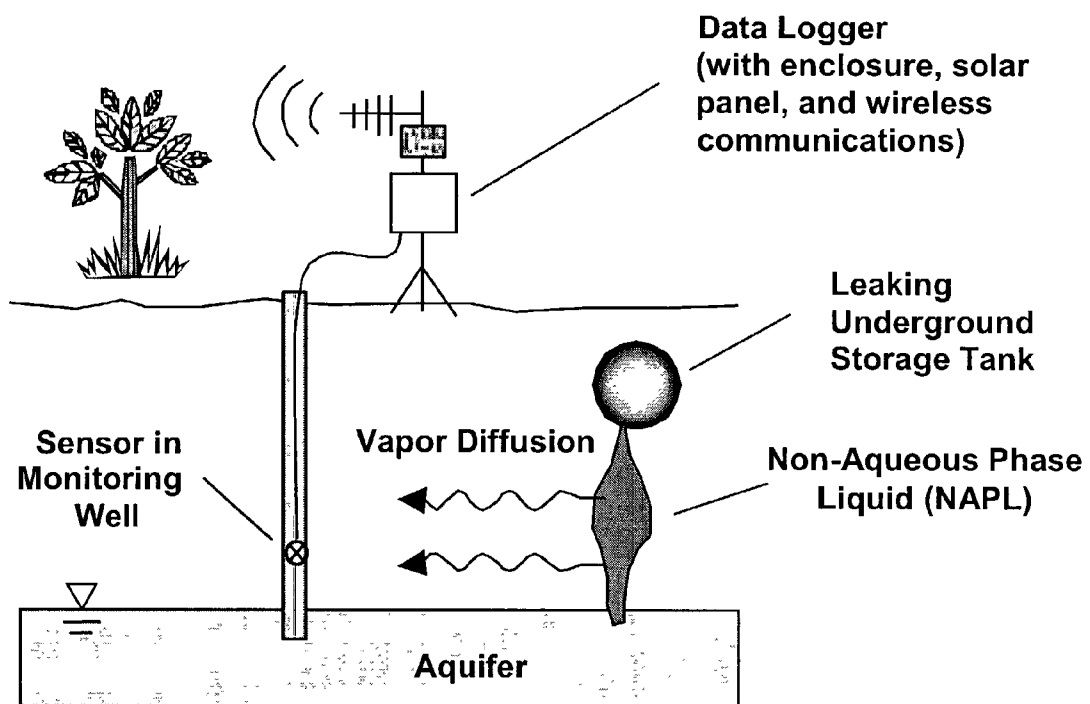 Data Logger
(with enclosure, solar
panel, and wireless
communications)
Leaking
Underground
Storage Tank
Sensor in
Monitoring
Well
Vapor Diffusion
Non-Aqueous Phase
Liquid (NAPL)
Aquifer